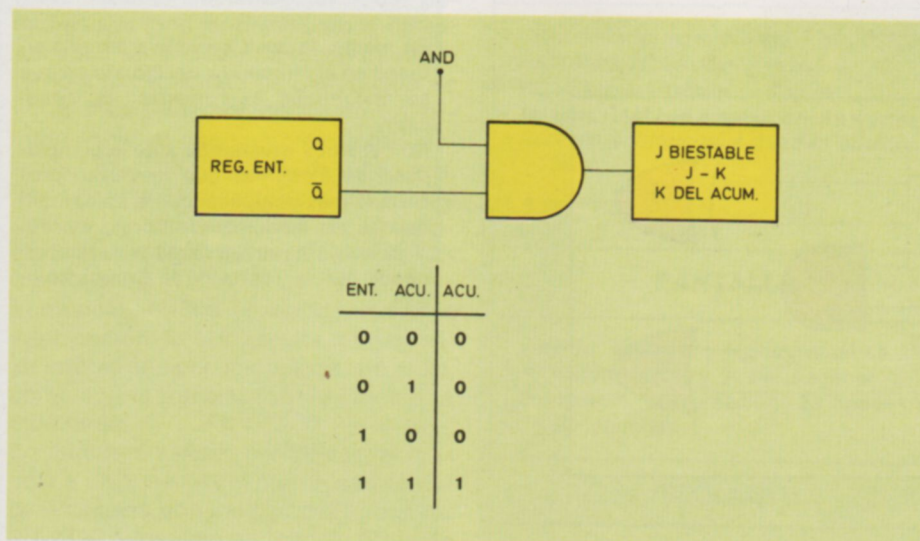 AND
Q
REG. ENT.
Q̅
J BIESTABLE
J – K
K DEL ACUM.
ENT. ACU. ACU.
0 0 0
0 1 0
1 0 0
1 1 1